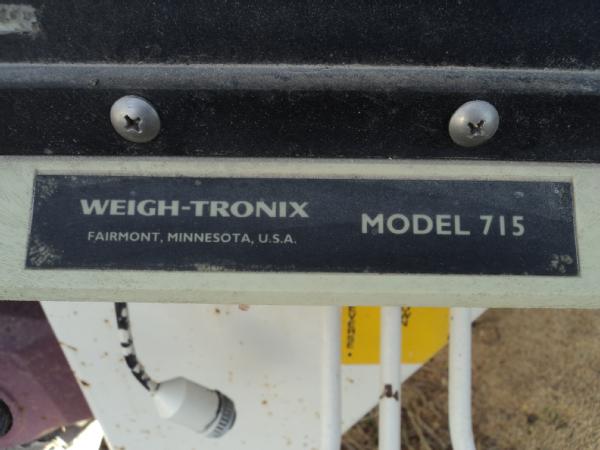 WEIGH-TRONIX
FAIRMONT, MINNESOTA, U.S.A.
MODEL 715